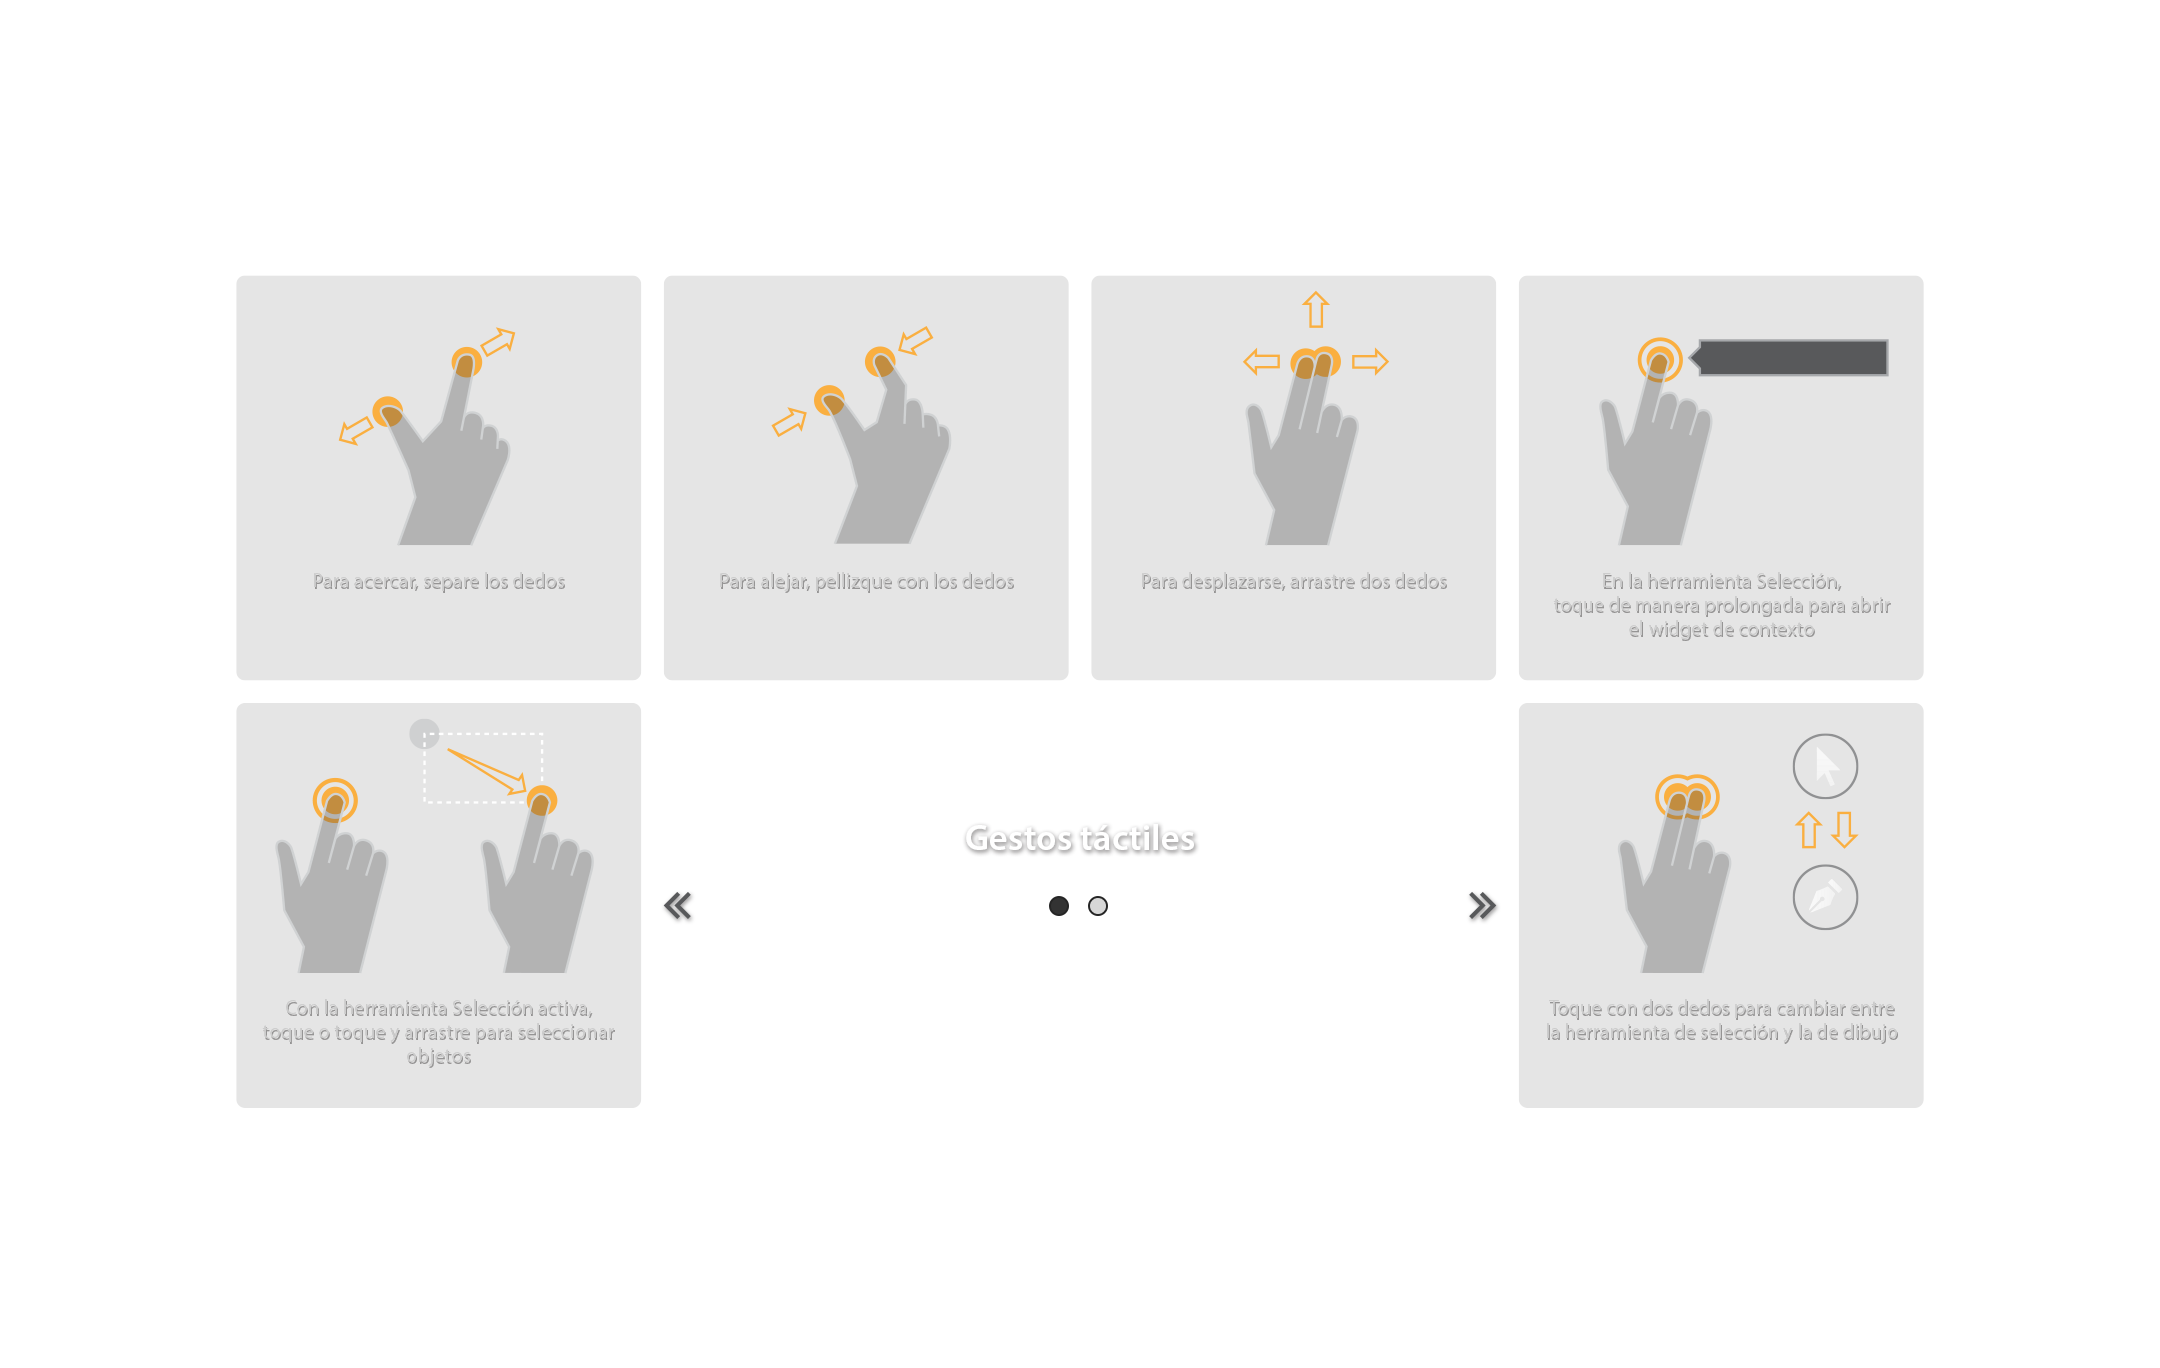 Para acercar, separe los dedos
Para alejar, pellizque con los dedos
Para desplazarse, arrastre dos dedos
En la herramienta Selección,
toque de manera prolongada para abrir
el widget de contexto
Con la herramienta Selección activa,
toque o toque y arrastre para seleccionar
objetos
Gestos táctiles
Toque con dos dedos para cambiar entre
la herramienta de selección y la de dibujo